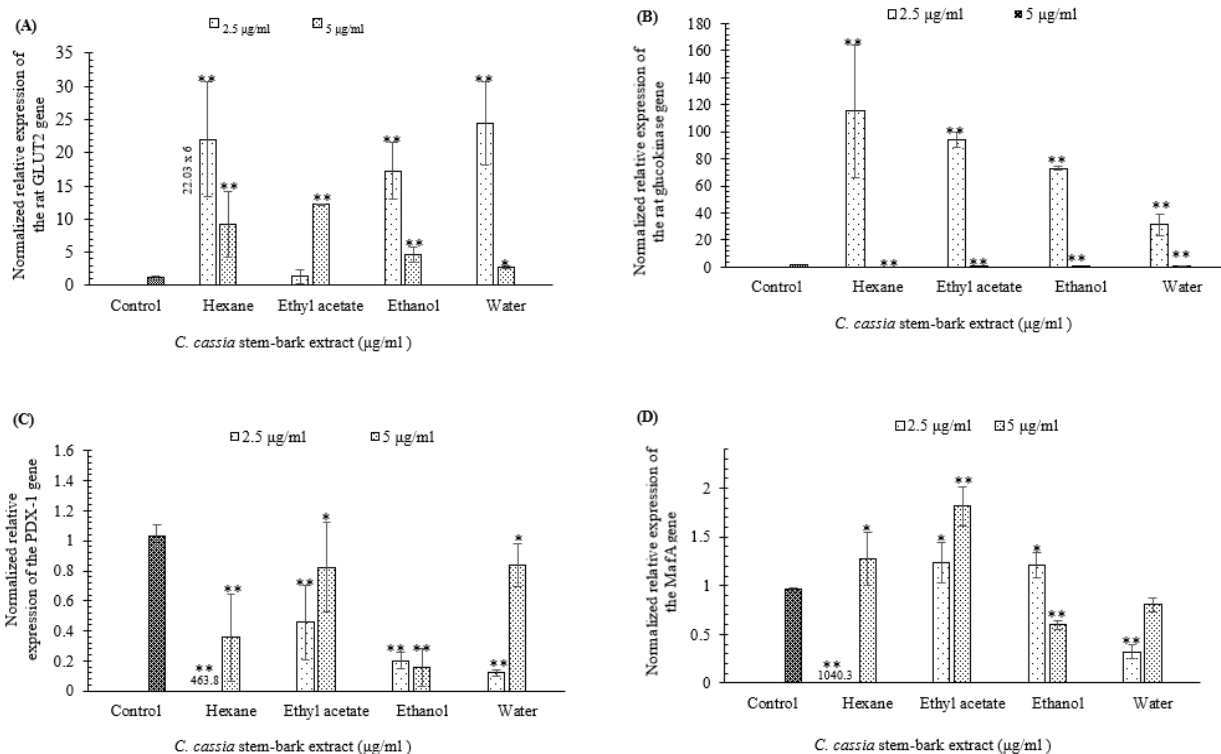 (A)
2.5 µg/ml
5 µg/ml
Normalized relative expression of
the rat GLUT2 gene
35
30
25
20
15
10
5
0
22.03 x 6
**
**
**
**
**
**
*
Control
Hexane
Ethyl acetate
Ethanol
Water
C. cassia stem-bark extract (µg/ml )
(B)
2.5 µg/ml
5 µg/ml
Normalized relative expression of
the rat glucokinase gene
180
160
140
120
100
80
60
40
20
0
**
**
**
**
**
**
**
**
Control
Hexane
Ethyl acetate
Ethanol
Water
C. cassia stem-bark extract (µg/ml )
(C)
2.5 µg/ml
5 µg/ml
Normalized relative
expression of the PDX-1 gene
1.6
1.4
1.2
1
0.8
0.6
0.4
0.2
0
**
463.8
**
**
*
**
**
**
*
Control
Hexane
Ethyl acetate
Ethanol
Water
C. cassia stem-bark extract (µg/ml )
(D)
2.5 µg/ml
5 µg/ml
Normalized relative expression of
the MafA gene
2
1.5
1
0.5
0
**
1040.3
*
*
**
*
**
**
Control
Hexane
Ethyl acetate
Ethanol
Water
C. cassia stem-bark extract (µg/ml )